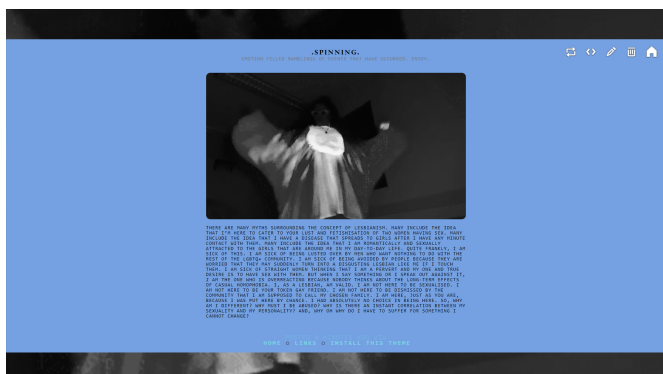 .SPINNING.
THERE ARE MANY MYTHS SURROUNDING THE CONCEPT OF LESBIANISM. MANY INCLUDE THE IDEA
THAT I'M HERE TO CATER TO YOUR LUST AND FETISHISATION OF TWO WOMEN HAVING SEX. MANY
INCLUDE THE IDEA THAT I HAVE A DISEASE THAT SPREADS TO GIRLS AFTER I HAVE ANY MINUTE
CONTACT WITH THEM. MANY INCLUDE THE IDEA THAT I AM ROMANTICALLY AND SEXUALLY
ATTRACTED TO THE GIRLS THAT ARE AROUND ME IN MY DAY-TO-DAY LIFE. QUITE FRANKLY, I AM
SICK OF THIS. I AM SICK OF BEING LUSTED OVER BY MEN WHO WANT NOTHING TO DO WITH THE
REST OF THE LGBTQ+ COMMUNITY. I AM SICK OF BEING AVOIDED BY PEOPLE BECAUSE THEY ARE
WORRIED THAT THEY MAY SUDDENLY TURN INTO A DISGUSTING LESBIAN LIKE ME IF I TOUCH
THEM. I AM SICK OF STRAIGHT WOMEN THINKING THAT I AM A PERVERT AND MY ONE AND TRUE
DESIRE IS TO HAVE SEX WITH THEM. BUT WHEN I SAY SOMETHING OR I SPEAK OUT AGAINST IT,
I AM THE ONE WHO IS OVERREACTING BECAUSE NOBODY THINKS ABOUT THE LONG-TERM EFFECTS
OF CASUAL HOMOPHOBIA. I, AS A LESBIAN, AM VALID. I AM NOT HERE TO BE SEXUALISED. I
AM NOT HERE TO BE YOUR TOKEN GAY FRIEND. I AM NOT HERE TO BE DISMISSED BY THE
COMMUNITY THAT I AM SUPPOSED TO CALL MY CHOSEN FAMILY. I AM HERE, JUST AS YOU ARE,
BECAUSE I WAS PUT HERE BY CHANCE. I HAD ABSOLUTELY NO CHOICE IN BEING HERE. SO, WHY
AM I DIFFERENT? WHY MUST I BE ABUSED? WHY IS THERE AN INSTANT CORRELATION BETWEEN MY
SEXUALITY AND MY PERSONALITY? AND, WHY OH WHY DO I HAVE TO SUFFER FOR SOMETHING I
CANNOT CHANGE?
HOME LINKS INSTALL THIS THEME